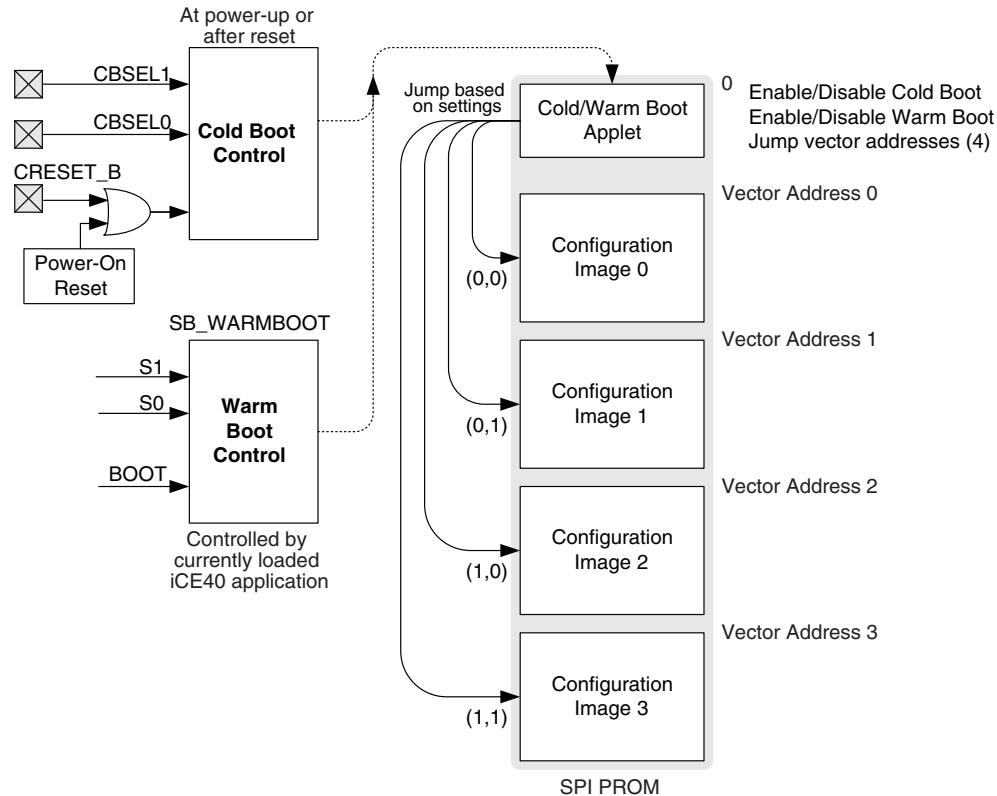 At power-up or
after reset
CBSEL1
CBSEL0
Cold Boot
Control
CRESET_B
Power-On
Reset
SB_WARMBOOT
S1
S0
BOOT
Warm
Boot
Control
Controlled by
currently loaded
iCE40 application
Jump based
on settings
Cold/Warm Boot
Applet
0
Enable/Disable Cold Boot
Enable/Disable Warm Boot
Jump vector addresses (4)
Vector Address 0
Configuration
Image 0
(0,0)
Vector Address 1
Configuration
Image 1
(0,1)
Vector Address 2
Configuration
Image 2
(1,0)
Vector Address 3
Configuration
Image 3
(1,1)
SPI PROM